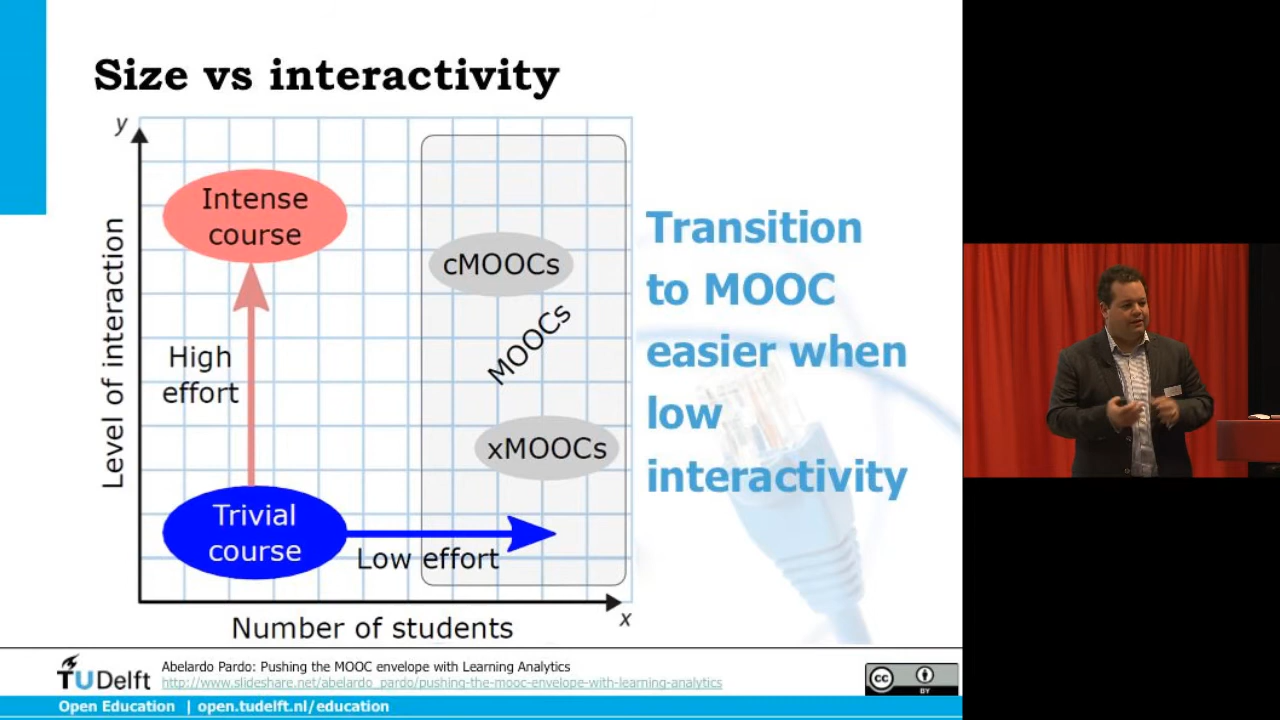 Size vs interactivity
y
Intense
course
cMOOCs
MOOCs
High
effort
Level of interaction
xMOOCs
Trivial
course
Low effort
x
Number of students
Transition
to MOOC
easier when
low
interactivity
TUDelft
Abelardo Pardo: Pushing the MOOC envelope with Learning Analytics
http://www.slideshare.net/abelardo_pardo/pushing-the-mooc-envelope-with-learning-analytics
cc
BY
Open Education | open.tudelft.nl/education